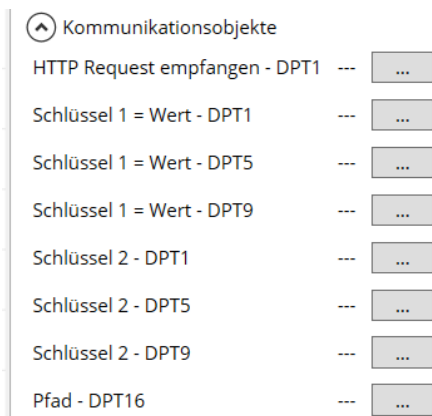 Kommunikationsobjekte
HTTP Request empfangen - DPT1 --- ...
Schlüssel 1 = Wert - DPT1 --- ...
Schlüssel 1 = Wert - DPT5 --- ...
Schlüssel 1 = Wert - DPT9 --- ...
Schlüssel 2 - DPT1 --- ...
Schlüssel 2 - DPT5 --- ...
Schlüssel 2 - DPT9 --- ...
Pfad - DPT16 --- ...